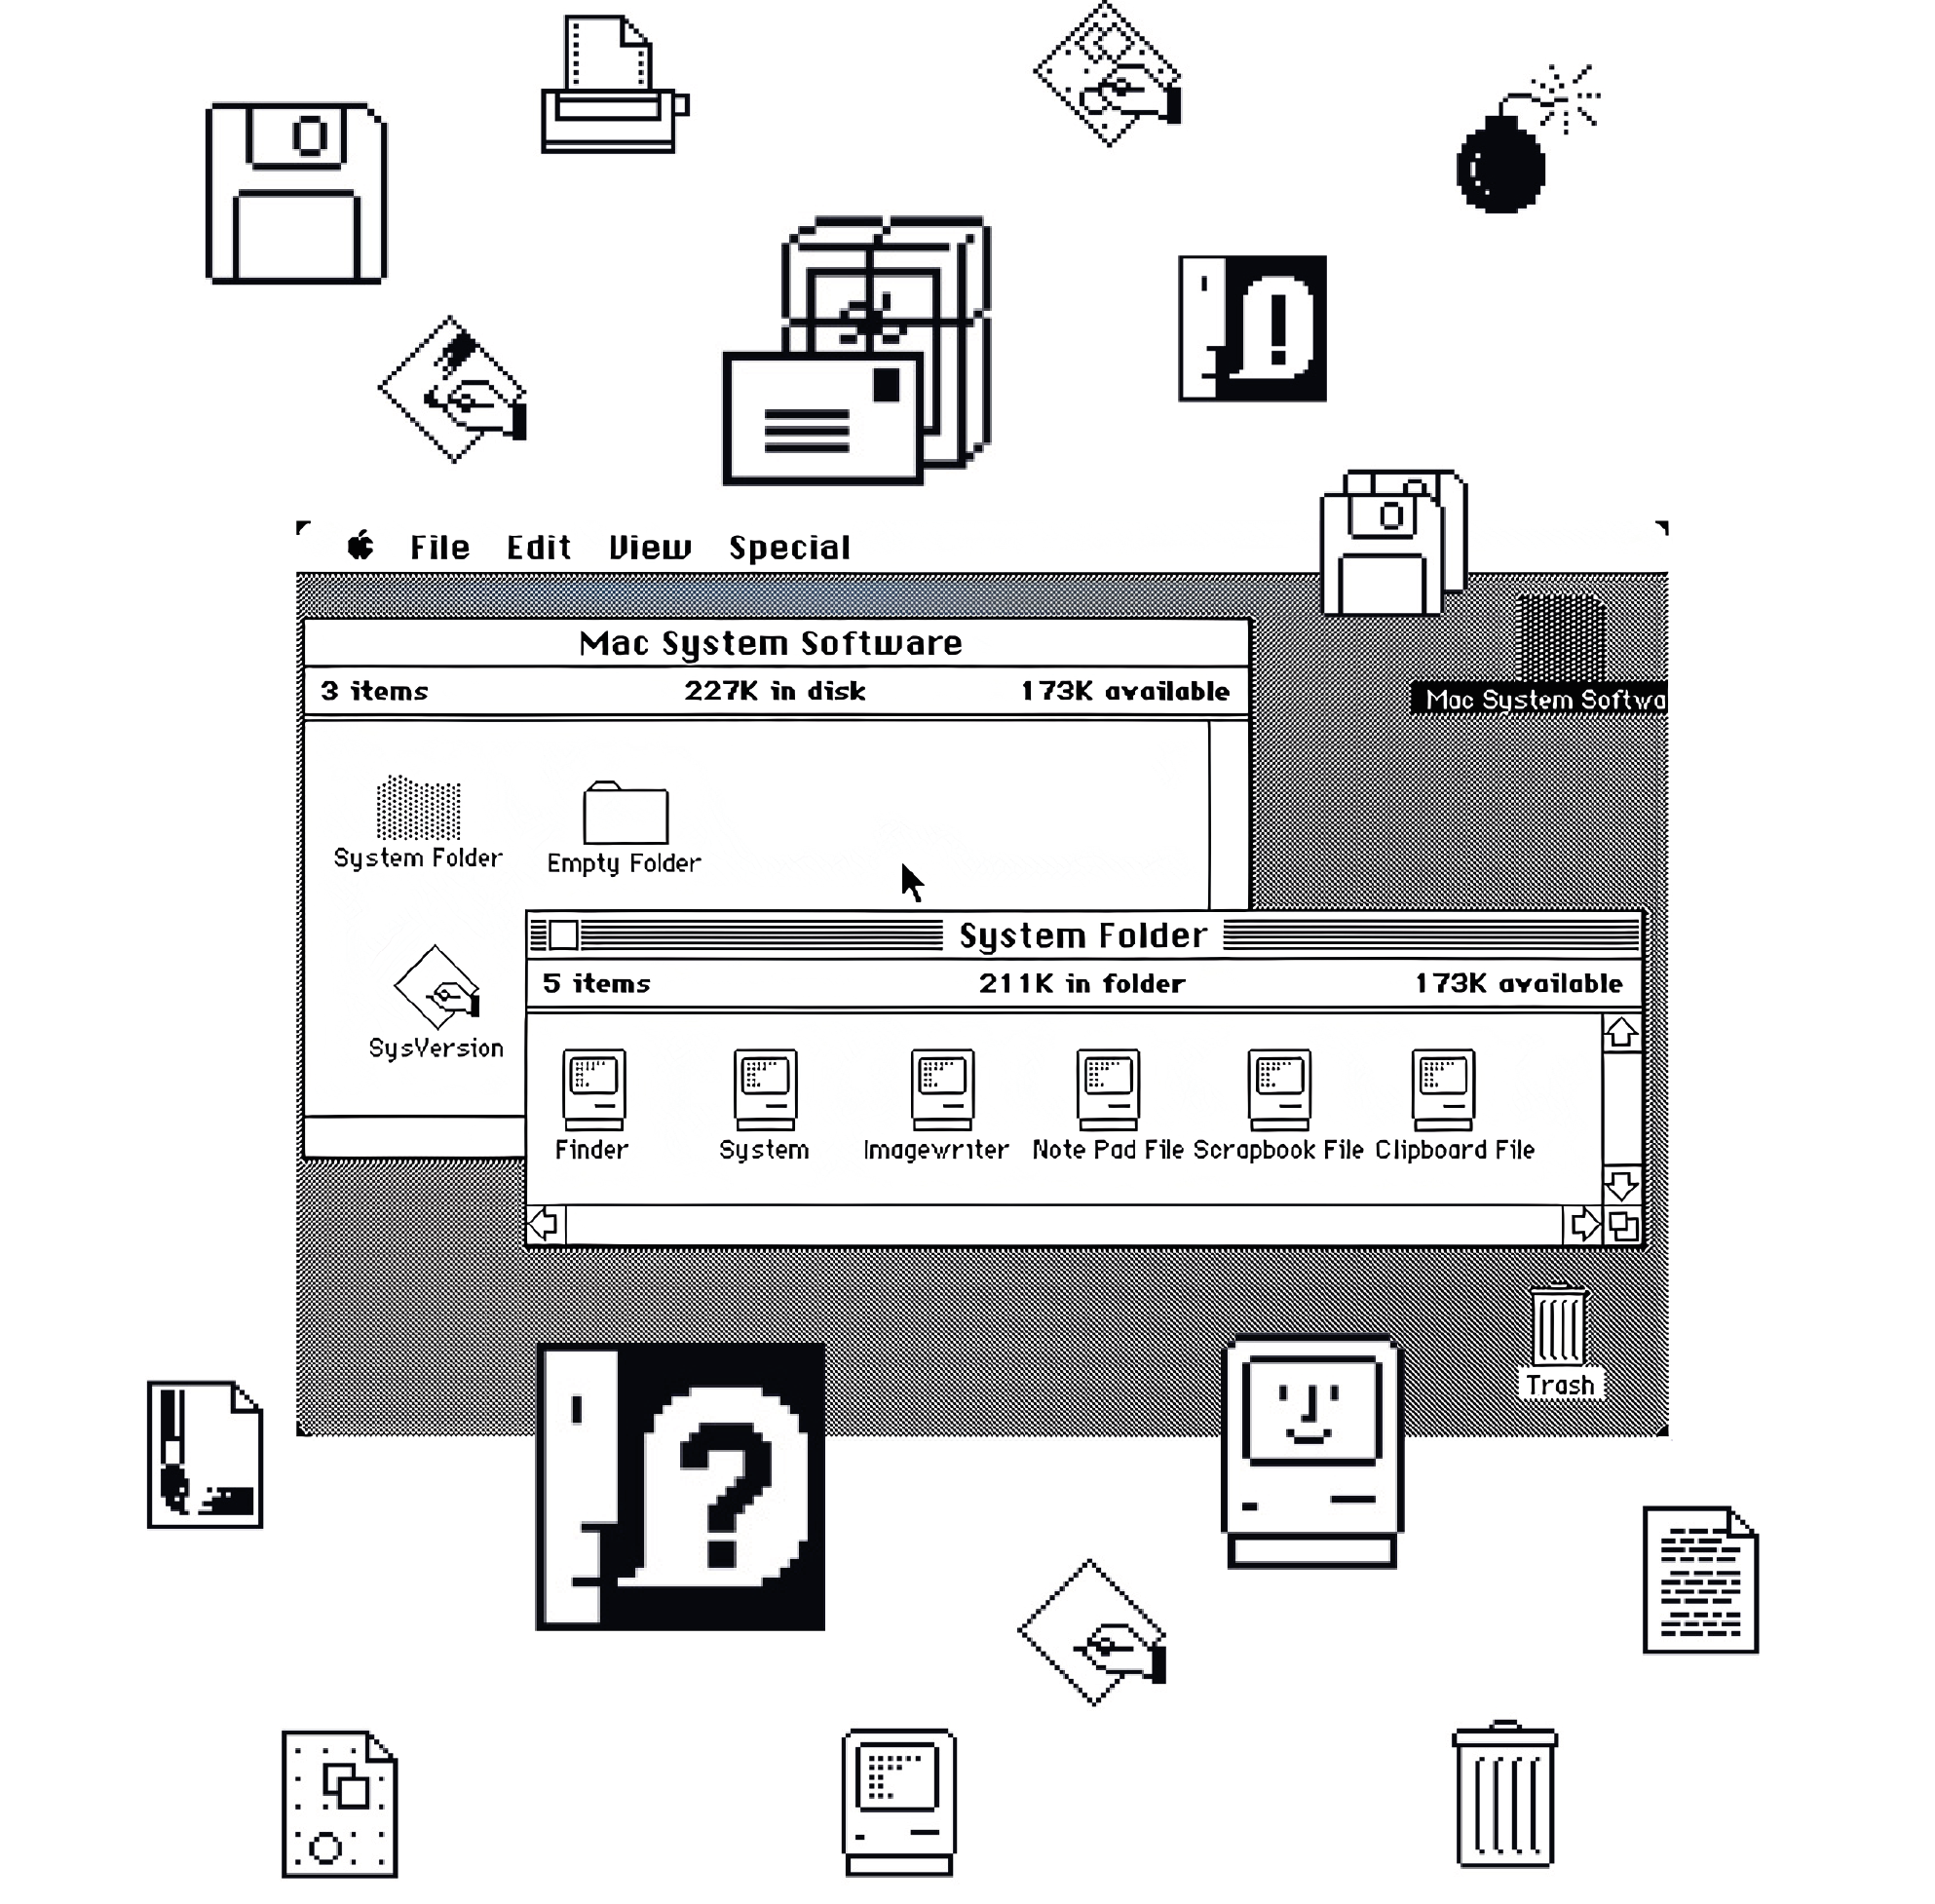 File Edit View Special
Mac System Software
3 items 227K in disk 173K available
Mac System Softwa
System Folder
Empty Folder
SysVersion
System Folder
5 items 211K in folder 173K available
Finder System Imagewriter Note Pad File Scrapbook File Clipboard File
Trash
!
?